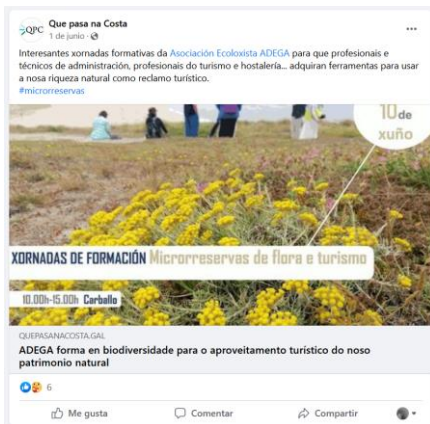 QPC
Que pasa na Costa
1 de junio ·
Interesantes xornadas formativas da Asociación Ecoloxista ADEGA para que profesionais e
técnicos de administración, profesionais do turismo e hostalería... adquiran ferramentas para usar
a nosa riqueza natural como reclamo turístico.
#microrreservas
10 de
xuño
XORNADAS DE FORMACIÓN Microrreservas de flora e turismo
10.00h-15.00h Carballo
QUEPASANACOSTA.GAL
ADEGA forma en biodiversidade para o aproveitamento turístico do noso
patrimonio natural
6
Me gusta
Comentar
Compartir